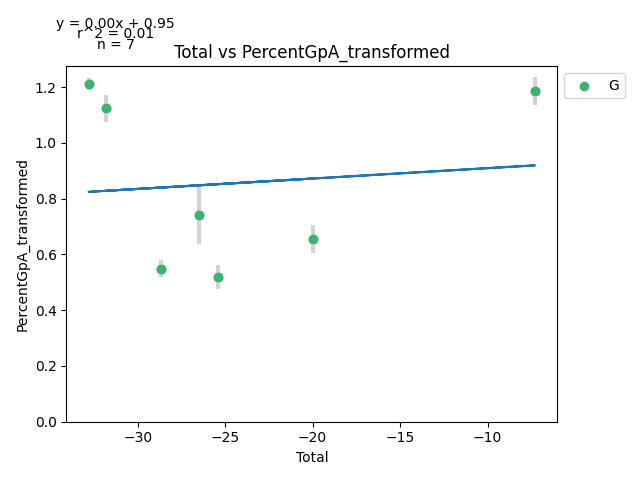 y = 0.00x + 0.95
r^2 = 0.01
n = 7
Total vs PercentGpA_transformed
G
PercentGpA_transformed
1.2
1.0
0.8
0.6
0.4
0.2
0.0
−30 −25 −20 −15 −10
Total